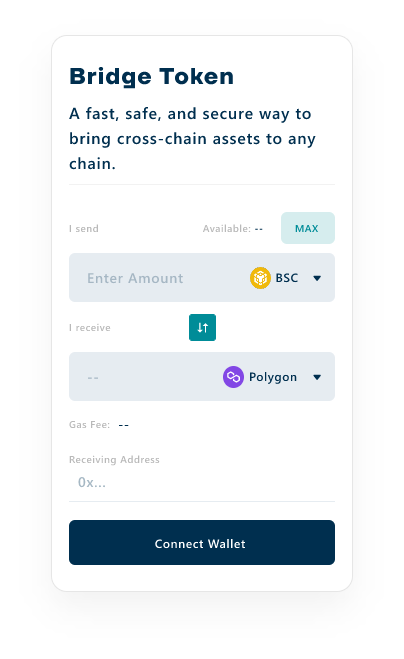 Bridge Token
A fast, safe, and secure way to
bring cross-chain assets to any
chain.
I send Available: -- MAX
Enter Amount BSC
I receive
-- Polygon
Gas Fee: --
Receiving Address
0x...
Connect Wallet